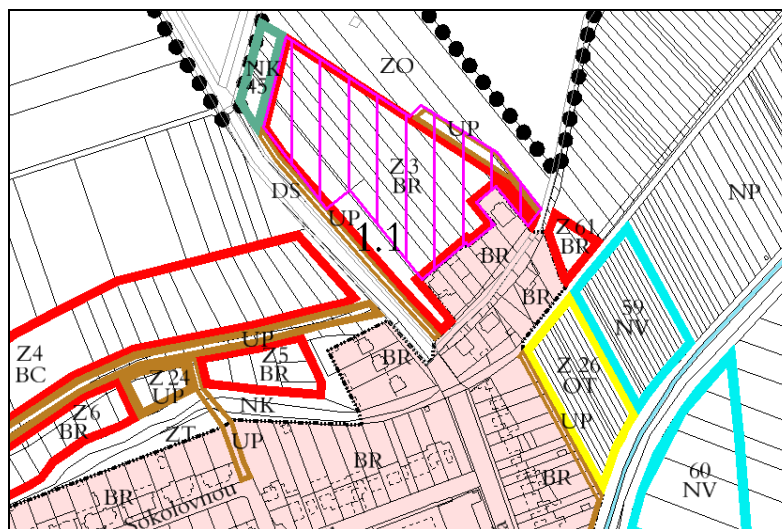 ZO
NK
45
UP
Z 3
BR
DS
UP
1.1
NP
Z 61
BR
BR
BR
59
NV
UP
Z4
BC
Z5
BR
BR
Z 26
OT
Z 24
UP
Z6
BR
NK
UP
ZT
UP
BR
BR
BR
60
NV
Sokolovnou